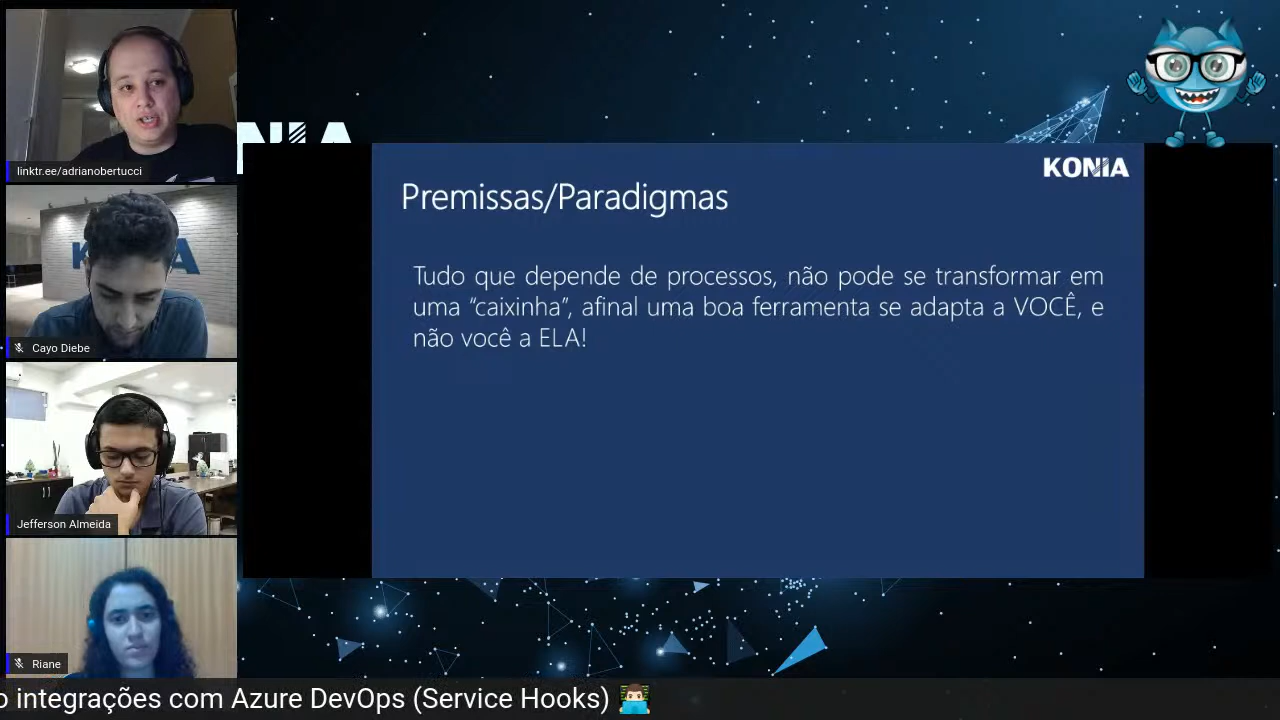 linktr.ee/adrianobertucci
Cayo Diebe
Jefferson Almeida
Riane
KONIA
Premissas/Paradigmas
Tudo que depende de processos, não pode se transformar em
uma “caixinha”, afinal uma boa ferramenta se adapta a VOCÊ, e
não você a ELA!
o integrações com Azure DevOps (Service Hooks) 👨🏻‍💻